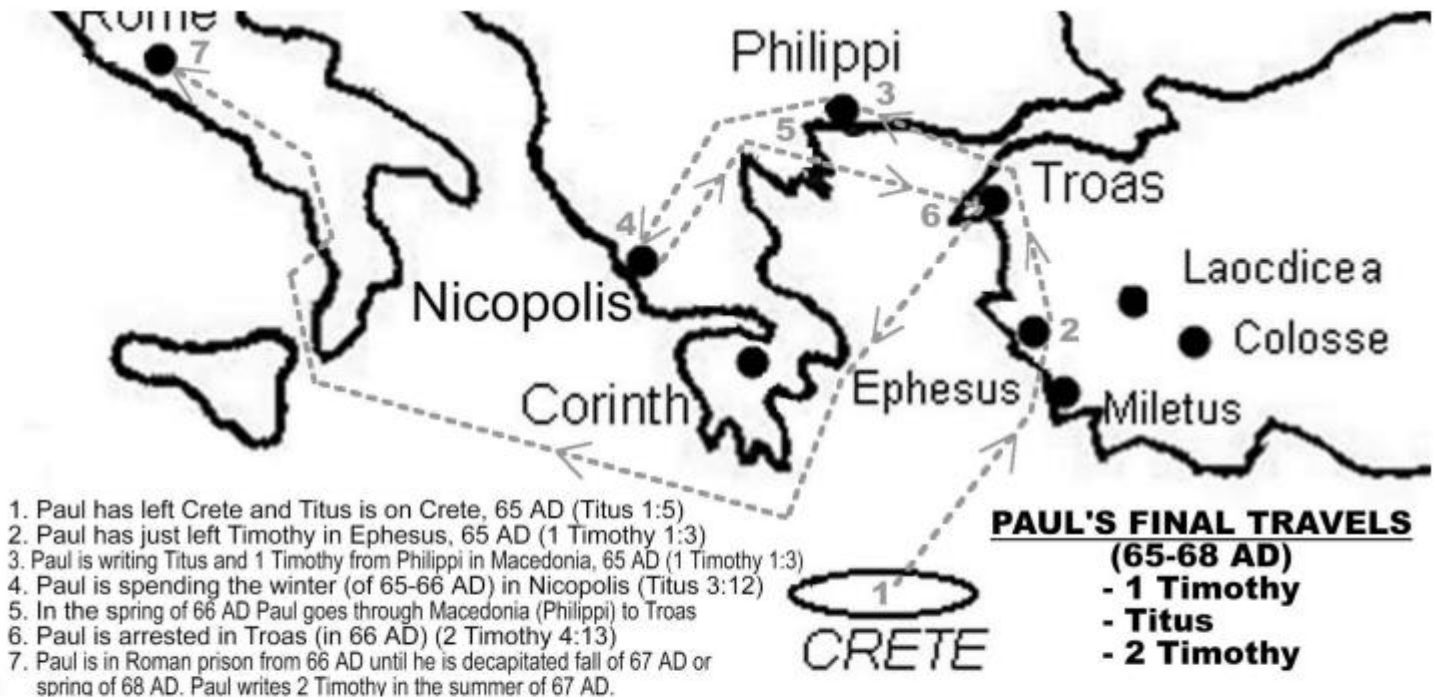 Rome
7
Philippi
3
5
Troas
6
4
Nicopolis
Laocdicea
2
Colosse
Ephesus
Corinth
Miletus
1. Paul has left Crete and Titus is on Crete, 65 AD (Titus 1:5)
2. Paul has just left Timothy in Ephesus, 65 AD (1 Timothy 1:3)
3. Paul is writing Titus and 1 Timothy from Philippi in Macedonia, 65 AD (1 Timothy 1:3)
4. Paul is spending the winter (of 65-66 AD) in Nicopolis (Titus 3:12)
5. In the spring of 66 AD Paul goes through Macedonia (Philippi) to Troas
6. Paul is arrested in Troas (in 66 AD) (2 Timothy 4:13)
7. Paul is in Roman prison from 66 AD until he is decapitated fall of 67 AD or
spring of 68 AD. Paul writes 2 Timothy in the summer of 67 AD.
1
CRETE
PAUL'S FINAL TRAVELS
(65-68 AD)
- 1 Timothy
- Titus
- 2 Timothy